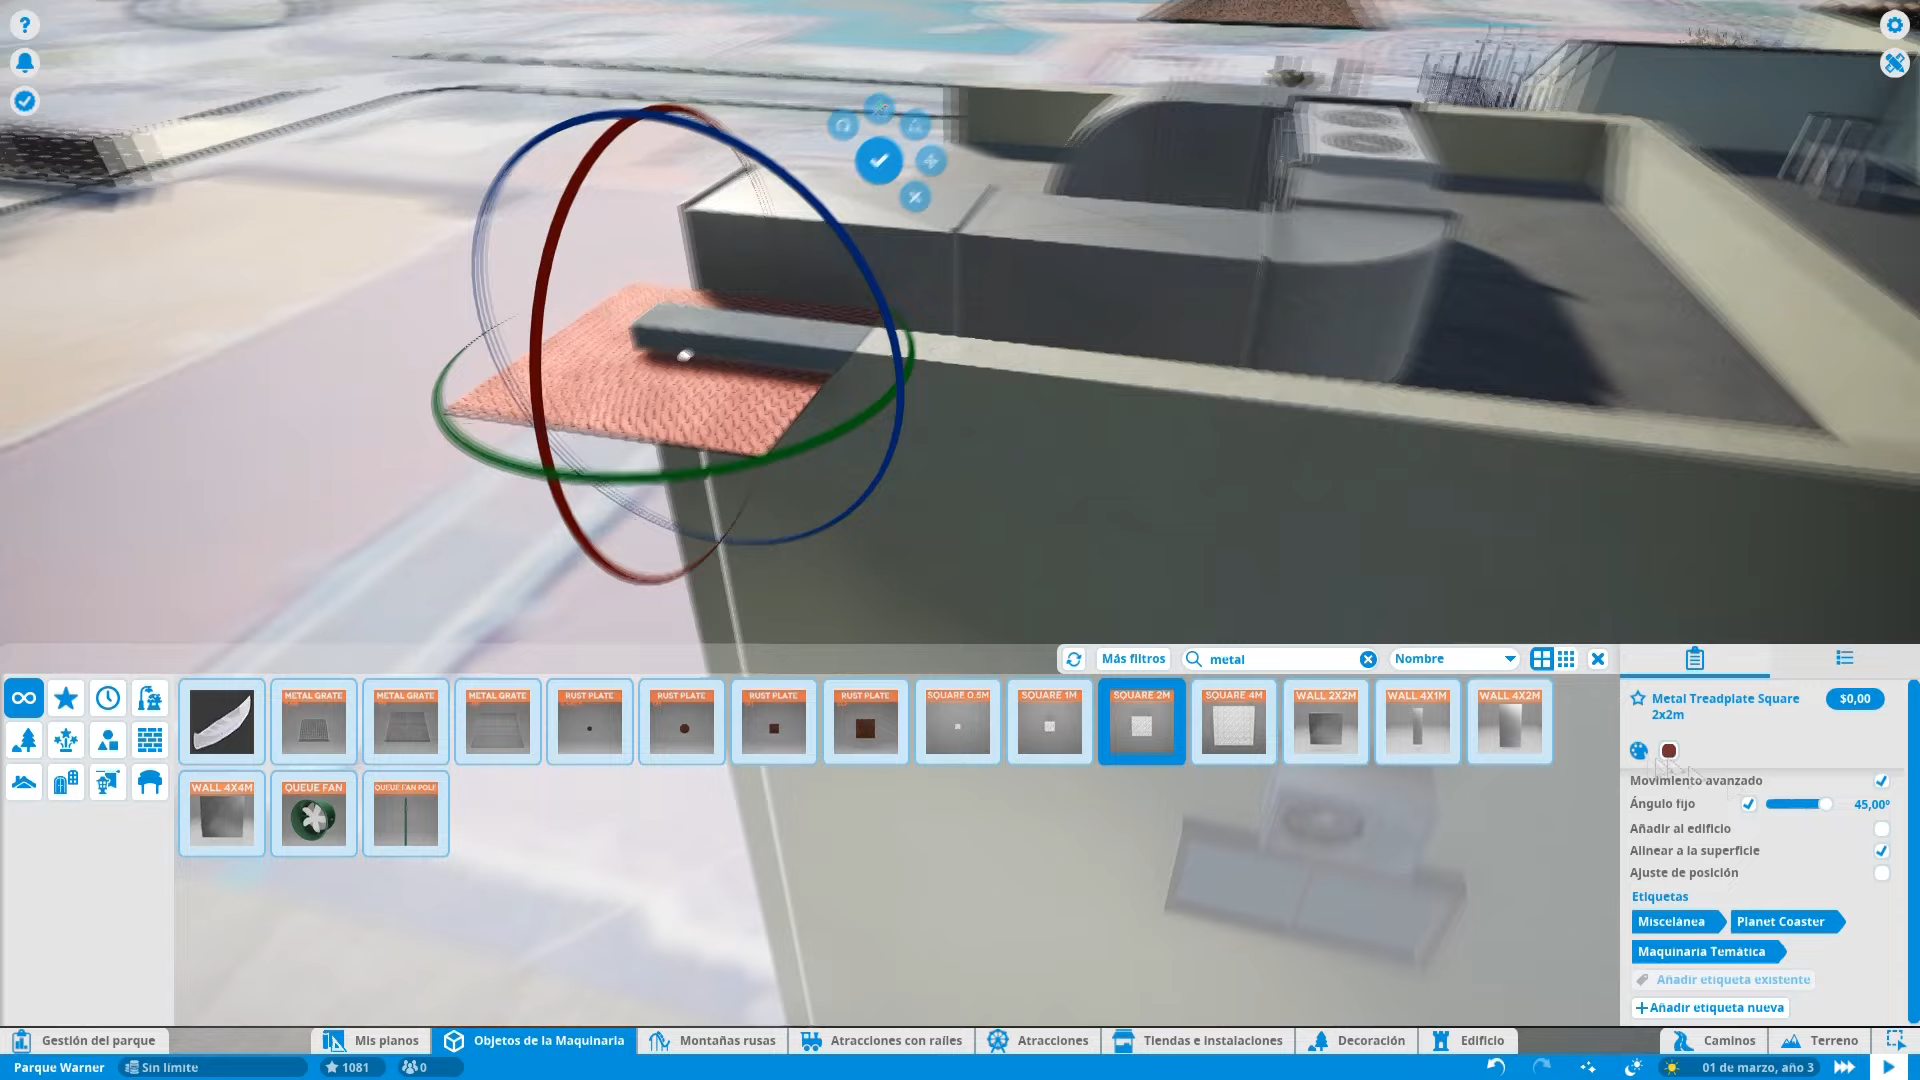 Más filtros
metal
Nombre
METAL GRATE
METAL GRATE
METAL GRATE
RUST PLATE
RUST PLATE
RUST PLATE
RUST PLATE
SQUARE 0.5M
SQUARE 1M
SQUARE 2M
SQUARE 4M
WALL 2X2M
WALL 4X1M
WALL 4X2M
WALL 4X4M
QUEUE FAN
QUEUE FAN POLE
Metal Treadplate Square
2x2m
$0,00
Movimiento avanzado
Ángulo fijo
45,00º
Añadir al edificio
Alinear a la superficie
Ajuste de posición
Etiquetas
Miscelánea
Planet Coaster
Maquinaria Temática
Añadir etiqueta existente
+Añadir etiqueta nueva
Gestión del parque
Mis planos
Objetos de la Maquinaria
Montañas rusas
Atracciones con raíles
Atracciones
Tiendas e instalaciones
Decoración
Edificio
Caminos
Terreno
Parque Warner
Sin límite
1081
0
01 de marzo, año 3